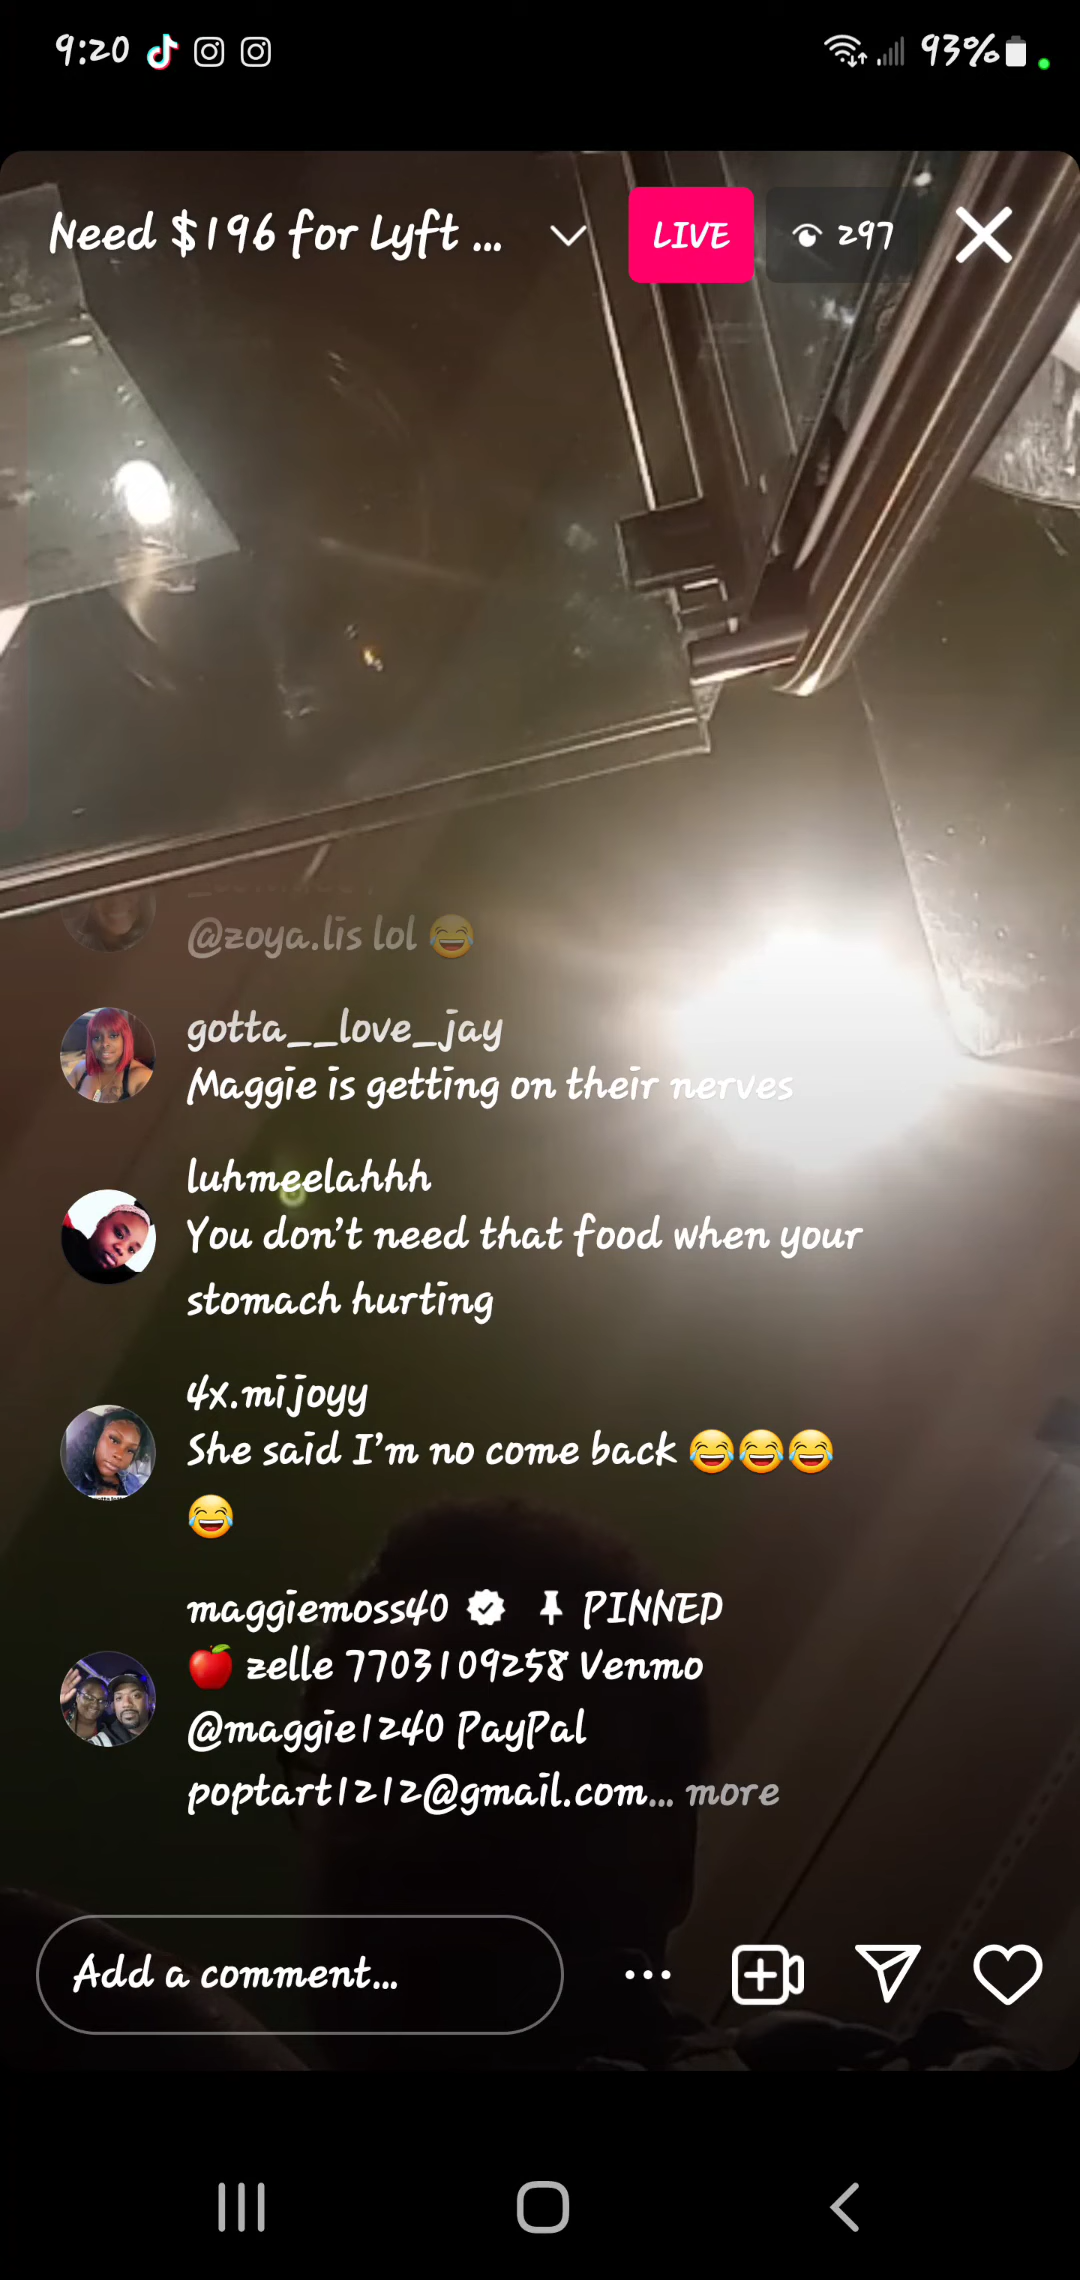 9:20 93%
Need $196 for Lyft ... LIVE 297
@zoya.lis lol 😂
gotta__love_jay
Maggie is getting on their nerves
luhmeelahhh
You don't need that food when your
stomach hurting
4x.mijoyy
She said I'm no come back 😂😂😂
😂
maggiemoss40 PINNED
🍎 zelle 7703109258 Venmo
@maggie1240 PayPal
poptart1212@gmail.com... more
Add a comment...